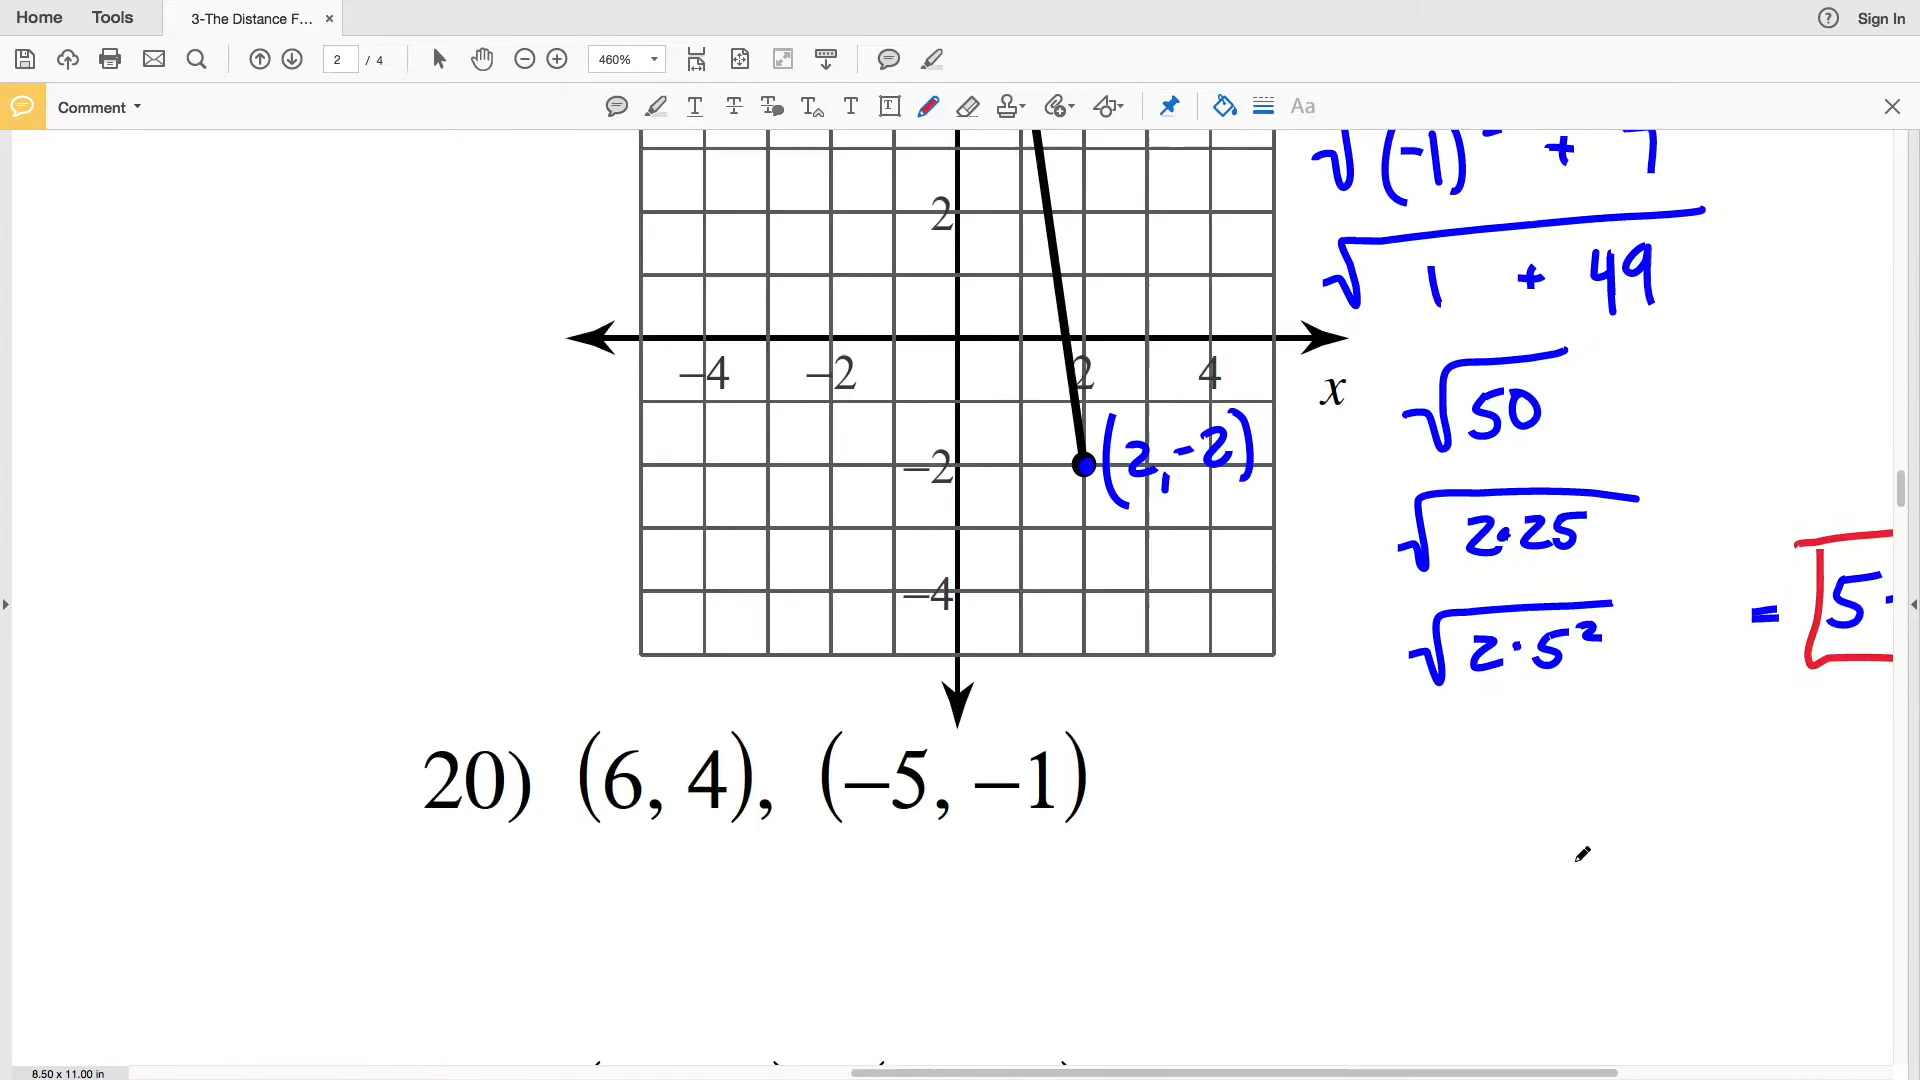 Home Tools 3-The Distance F... × ? Sign In
2 / 4 460%
Comment Aa
√(-1) + 7
2
√1 + 49
–4 –2 2 4 x
√50
(2,-2)
–2
√2·25
–4
= 5
√2·5²
20) (6, 4), (–5, –1)
8.50 x 11.00 in